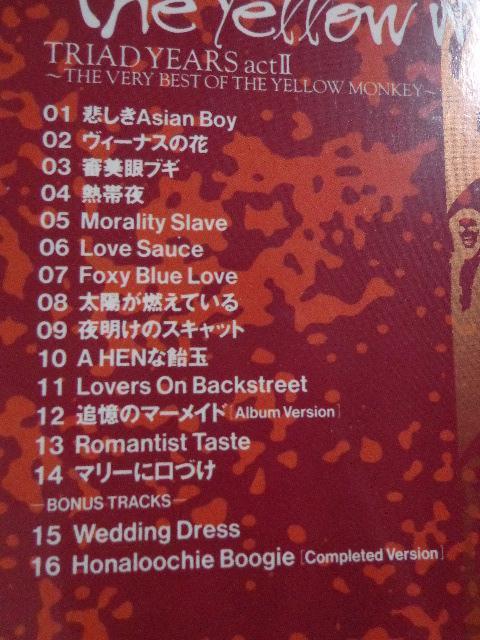 the yellow m
TRIAD YEARS act II
~THE VERY BEST OF THE YELLOW MONKEY~
01 悲しきAsian Boy
02 ヴィーナスの花
03 審美眼ブギ
04 熱帯夜
05 Morality Slave
06 Love Sauce
07 Foxy Blue Love
08 太陽が燃えている
09 夜明けのスキャット
10 A HENな飴玉
11 Lovers On Backstreet
12 追憶のマーメイド [Album Version]
13 Romantist Taste
14 マリーに口づけ
—BONUS TRACKS—
15 Wedding Dress
16 Honaloochie Boogie [Completed Version]